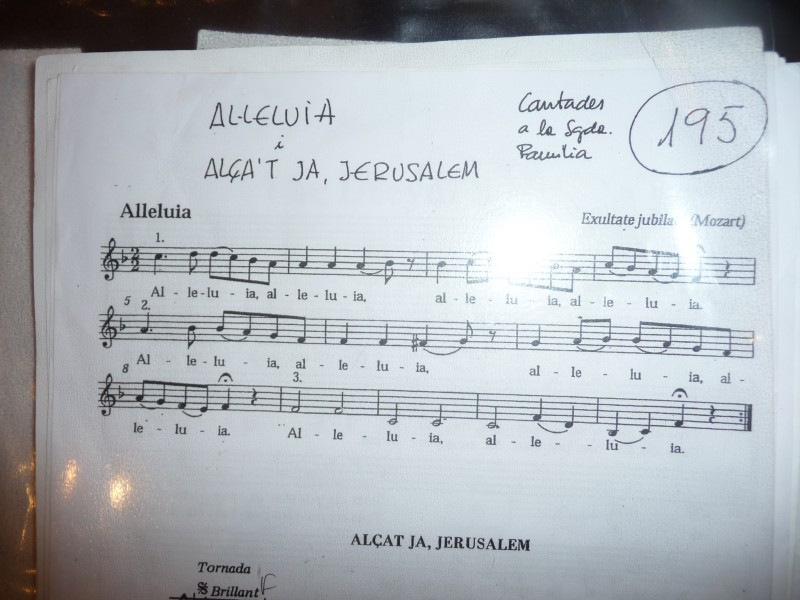 AL·LELUIA
i
ALÇA'T JA, JERUSALEM
Cantades
a la Sgda.
Família
195
Alleluia
Exultate jubila (Mozart)
1.
Al - le - lu - ia, al - le - lu - ia, al - le - lu - ia, al - le - lu - ia.
5 2.
Al - le - lu - ia, al - le - lu - ia, al - le - lu - ia, al -
8 3.
le - lu - ia. Al - le - lu - ia, al - le - lu - ia.
ALÇAT JA, JERUSALEM
Tornada
Brillant